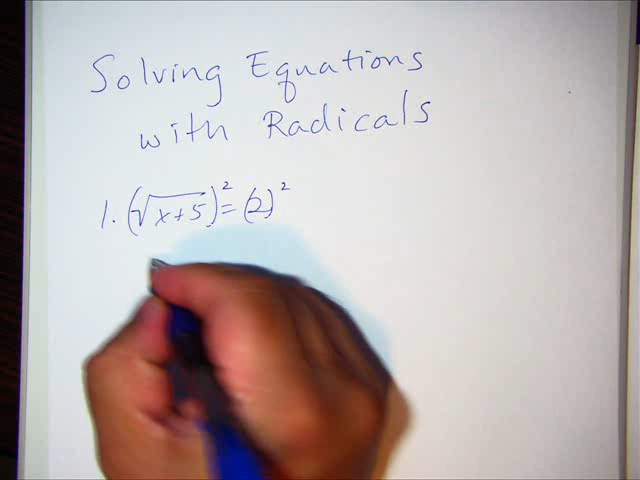 Solving Equations
with Radicals
1. (√x+5)² = (2)²